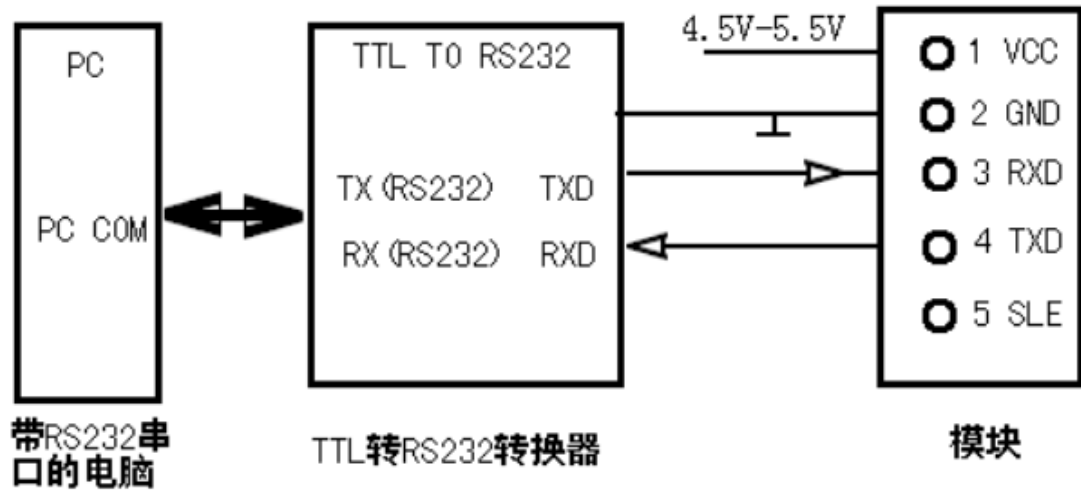 PC
PC COM
带RS232串
口的电脑
TTL TO RS232
TX(RS232) TXD
RX(RS232) RXD
TTL转RS232转换器
4.5V-5.5V
1 VCC
2 GND
3 RXD
4 TXD
5 SLE
模块